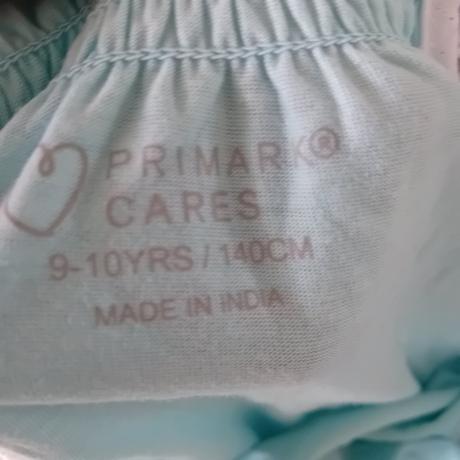 PRIMARK®
CARES
9-10YRS / 140CM
MADE IN INDIA